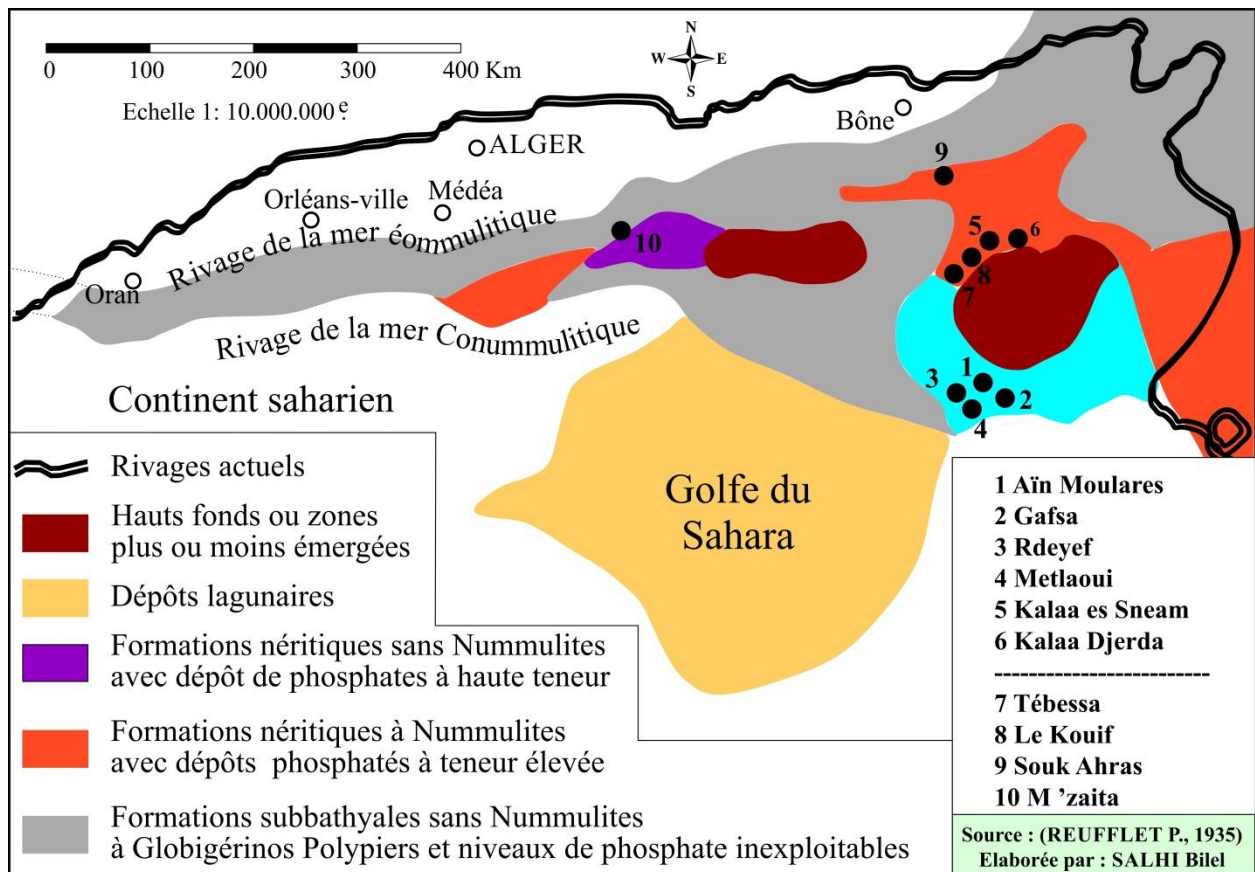 0 100 200 300 400 Km
Echelle 1: 10.000.000 e.
N
W E
S
Bône
ALGER
9
Orléans-ville
Médéa
Rivage de la mer éommulitique
10
5
6
8
7
Oran
Rivage de la mer Conummulitique
Continent saharien
1
3
2
4
Golfe du
Sahara
Rivages actuels
Hauts fonds ou zones
plus ou moins émergées
Dépôts lagunaires
Formations néritiques sans Nummulites
avec dépôt de phosphates à haute teneur
Formations néritiques à Nummulites
avec dépôts phosphatés à teneur élevée
Formations subbathyales sans Nummulites
à Globigérinos Polypiers et niveaux de phosphate inexploitables
1 Aïn Moulares
2 Gafsa
3 Rdeyef
4 Metlaoui
5 Kalaa es Sneam
6 Kalaa Djerda
--------------------------
7 Tébessa
8 Le Kouif
9 Souk Ahras
10 M ’zaita
Source : (REUFFLET P., 1935)
Elaborée par : SALHI Bilel